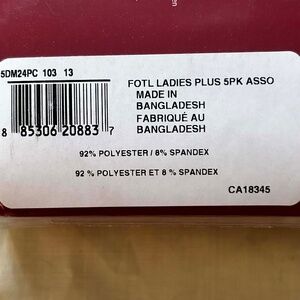 5DM24PC 103 13
FOTL LADIES PLUS 5PK ASSO
MADE IN
BANGLADESH
FABRIQUÉ AU
BANGLADESH
8 85306 20883 7
92% POLYESTER / 8% SPANDEX
92 % POLYESTER ET 8 % SPANDEX
CA18345